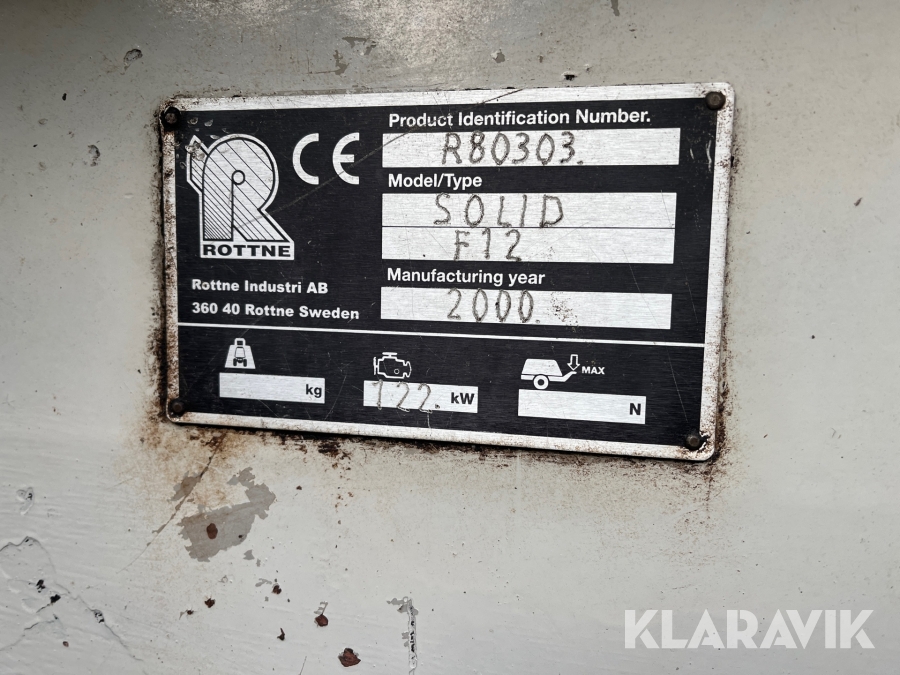 Product Identification Number.
R80303.
CE
Model/Type
SOLID
F12
ROTTNE
Manufacturing year
2000.
Rottne Industri AB
360 40 Rottne Sweden
M
kg
122. kW
MAX
N
KLARAVIK